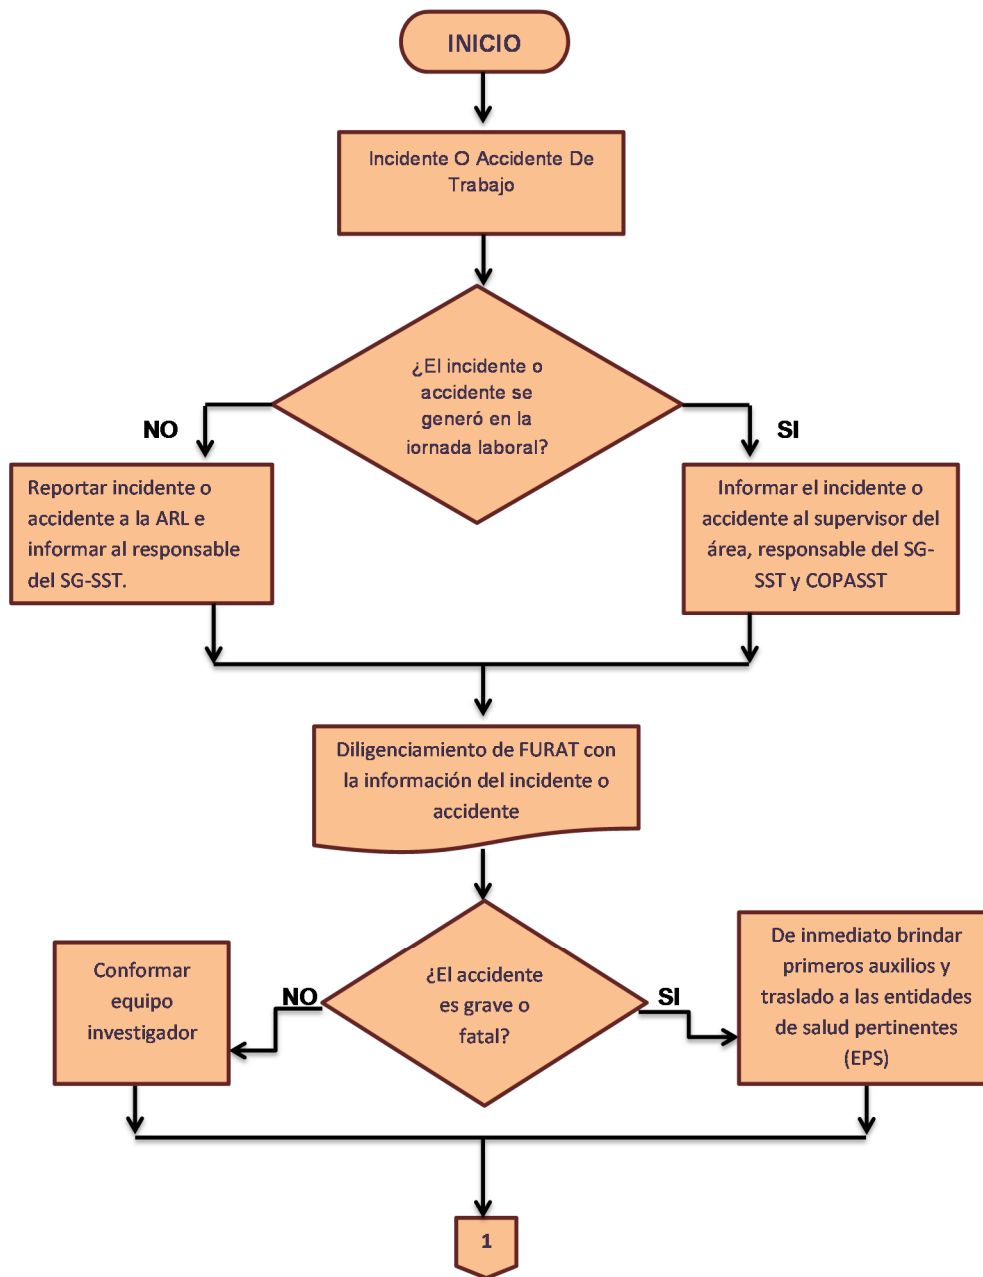 INICIO
Incidente O Accidente De
Trabajo
¿El incidente o
accidente se
generó en la
iornada laboral?
NO
SI
Reportar incidente o
accidente a la ARL e
informar al responsable
del SG-SST.
Informar el incidente o
accidente al supervisor del
área, responsable del SG-
SST y COPASST
Diligenciamiento de FURAT con
la información del incidente o
accidente
¿El accidente
es grave o
fatal?
NO
SI
Conformar
equipo
investigador
De inmediato brindar
primeros auxilios y
traslado a las entidades
de salud pertinentes
(EPS)
1